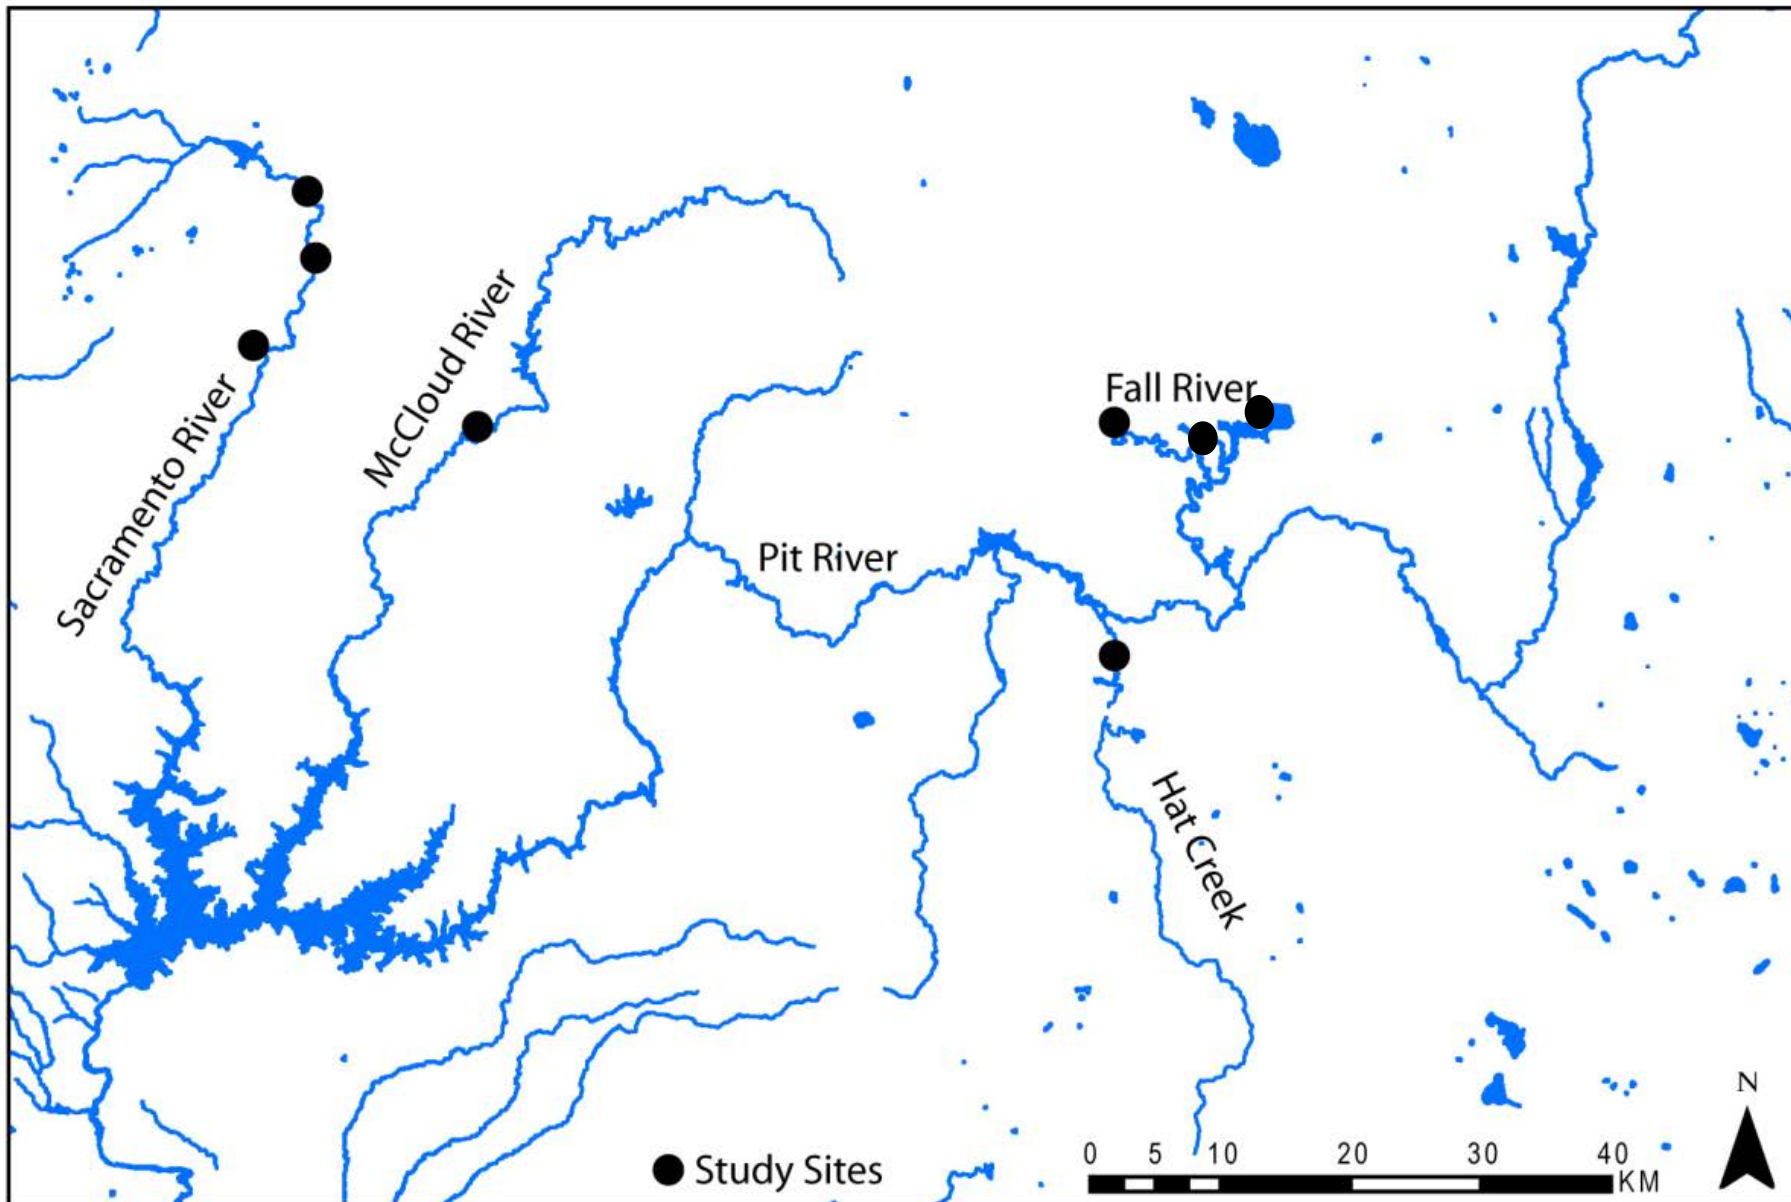 McCloud River
Sacramento River
Fall River
Pit River
Hat Creek
N
Study Sites
0 5 10 20 30 40
KM